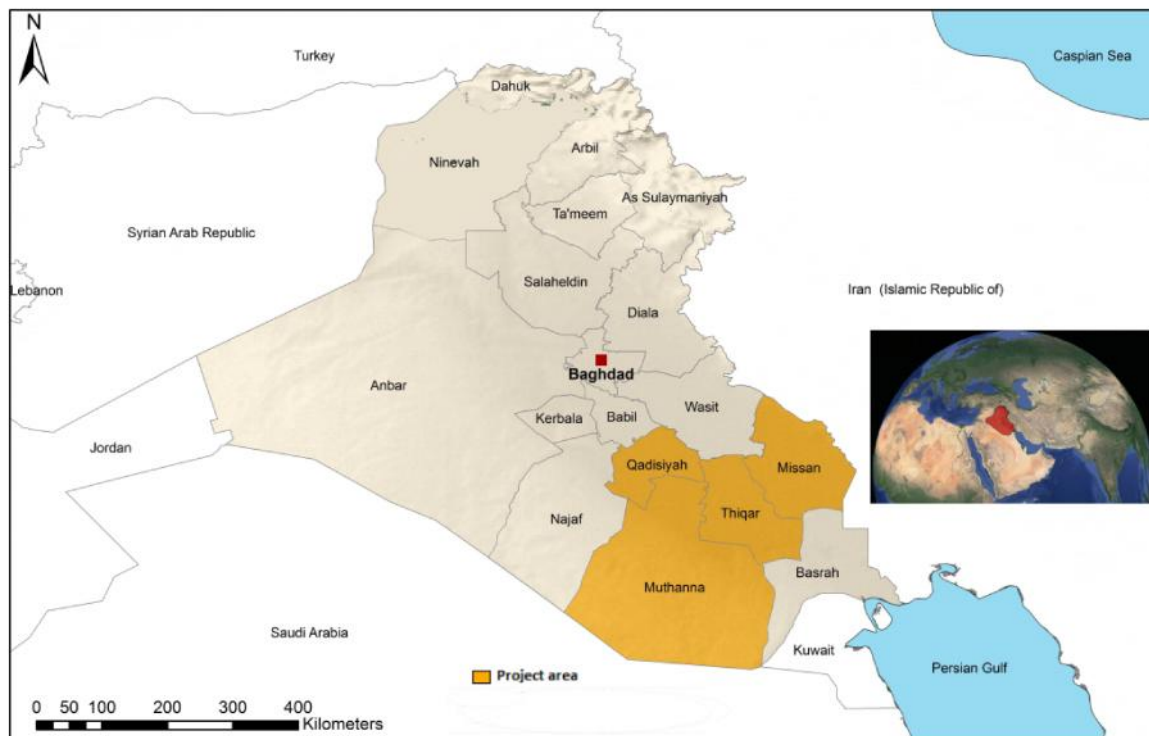 N
Turkey
Caspian Sea
Dahuk
Ninevah
Arbil
As Sulaymaniyah
Ta'meem
Syrian Arab Republic
Salaheldin
Lebanon
Iran (Islamic Republic of)
Diala
Baghdad
Anbar
Wasit
Kerbala
Babil
Jordan
Qadisiyah
Missan
Thiqar
Najaf
Basrah
Muthanna
Saudi Arabia
Kuwait
Persian Gulf
Project area
0 50 100 200 300 400
Kilometers